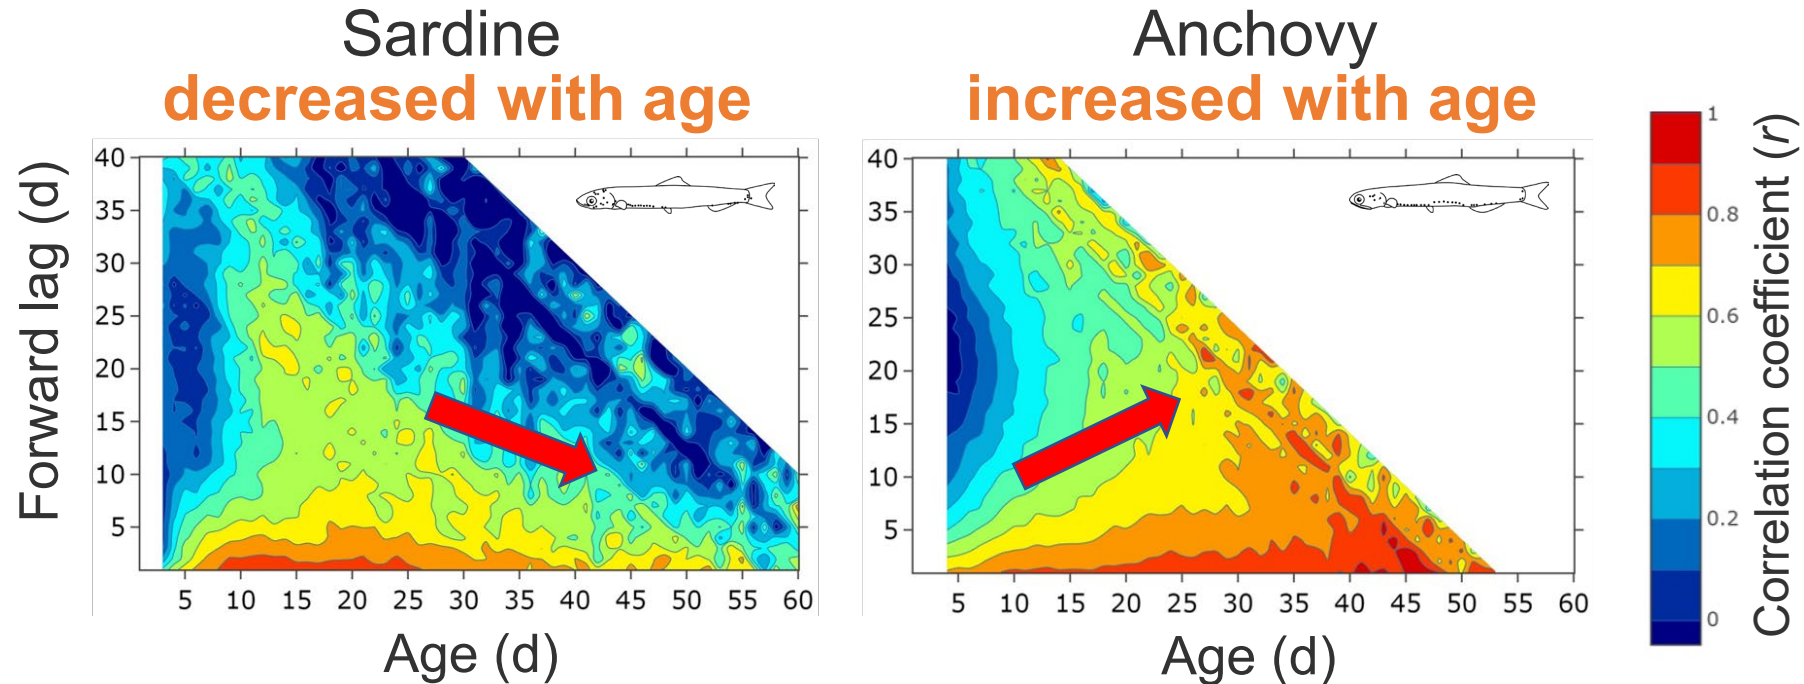 Sardine
decreased with age
Anchovy
increased with age
Forward lag (d)
40
35
30
25
20
15
10
5
5 10 15 20 25 30 35 40 45 50 55 60
Age (d)
40
35
30
25
20
15
10
5
5 10 15 20 25 30 35 40 45 50 55 60
Age (d)
1
0.8
0.6
0.4
0.2
0
Correlation coefficient (r)